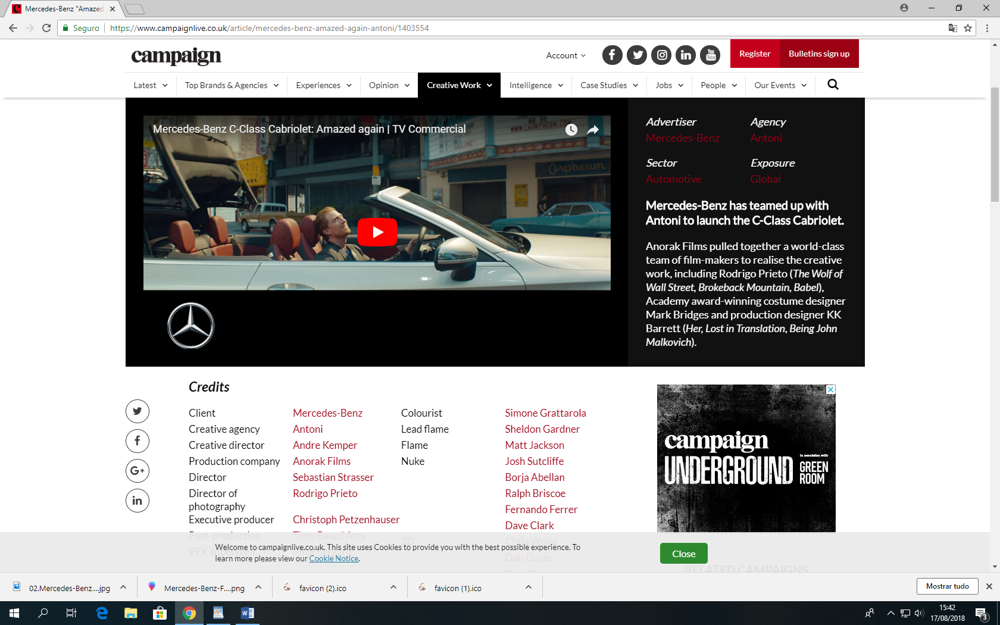 Mercedes-Benz "Amazed
Seguro
https://www.campaignlive.co.uk/article/mercedes-benz-amazed-again-antoni/1403554
campaign
Account
You
Tube
Register
Bulletins sign up
Latest
Top Brands & Agencies
Experiences
Opinion
Creative Work
Intelligence
Case Studies
Jobs
People
Our Events
Mercedes-Benz C-Class Cabriolet: Amazed again | TV Commercial
GO TO
WWW.LAORPHEUM.COM
Orpheum
Advertiser Agency
Mercedes-Benz Antoni
Sector Exposure
Automotive Global
Mercedes-Benz has teamed up with
Antoni to launch the C-Class Cabriolet.
Anorak Films pulled together a world-class
team of film-makers to realise the creative
work, including Rodrigo Prieto (The Wolf of
Wall Street, Brokeback Mountain, Babel),
Academy award-winning costume designer
Mark Bridges and production designer KK
Barrett (Her, Lost in Translation, Being John
Malkovich).
Credits
Client Mercedes-Benz Colourist Simone Grattarola
Creative agency Antoni Lead flame Sheldon Gardner
Creative director Andre Kemper Flame Matt Jackson
Production company Anorak Films Nuke Josh Sutcliffe
Director Sebastian Strasser Borja Abellan
Director of Rodrigo Prieto Ralph Briscoe
photography Fernando Ferrer
Executive producer Christoph Petzenhauser Dave Clark
Post-production Time Based Arts 3D Chris Wood
VFX supervisor Dan Davie
campaign
UNDERGROUND
In association with
GREEN
ROOM
RELATED CAMPAIGNS
Welcome to campaignlive.co.uk. This site uses Cookies to provide you with the best possible experience. To
learn more please view our Cookie Notice.
Close
02.Mercedes-Benz....jpg
Mercedes-Benz-F....png
favicon (2).ico
favicon (1).ico
Mostrar tudo
15:42
17/08/2018
3